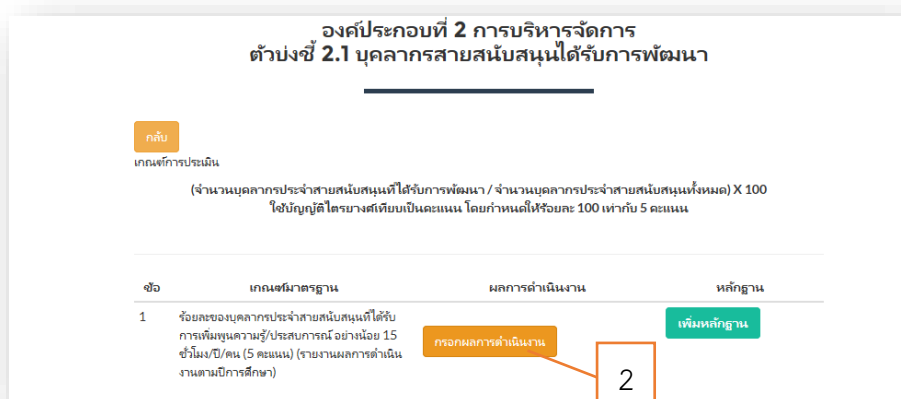 องค์ประกอบที่ 2 การบริหารจัดการ
ตัวบ่งชี้ 2.1 บุคลากรสายสนับสนุนได้รับการพัฒนา
กลับ
เกณฑ์การประเมิน
(จำนวนบุคลากรประจำสายสนับสนุนที่ได้รับการพัฒนา / จำนวนบุคลากรประจำสายสนับสนุนทั้งหมด) X 100
ใช้บัญญัติไตรยางศ์เทียบเป็นคะแนน โดยกำหนดให้ร้อยละ 100 เท่ากับ 5 คะแนน
ข้อ เกณฑ์มาตรฐาน ผลการดำเนินงาน หลักฐาน
1 ร้อยละของบุคลากรประจำสายสนับสนุนที่ได้รับ
การเพิ่มพูนความรู้/ประสบการณ์ อย่างน้อย 15
ชั่วโมง/ปี/คน (5 คะแนน) (รายงานผลการดำเนิน
งานตามปีการศึกษา)
กรอกผลการดำเนินงาน
เพิ่มหลักฐาน
2